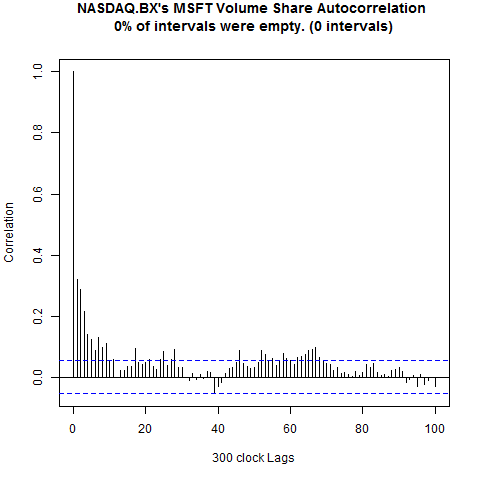 NASDAQ.BX's MSFT Volume Share Autocorrelation
0% of intervals were empty. (0 intervals)
1.0
0.8
0.6
0.4
0.2
0.0
Correlation
0 20 40 60 80 100
300 clock Lags